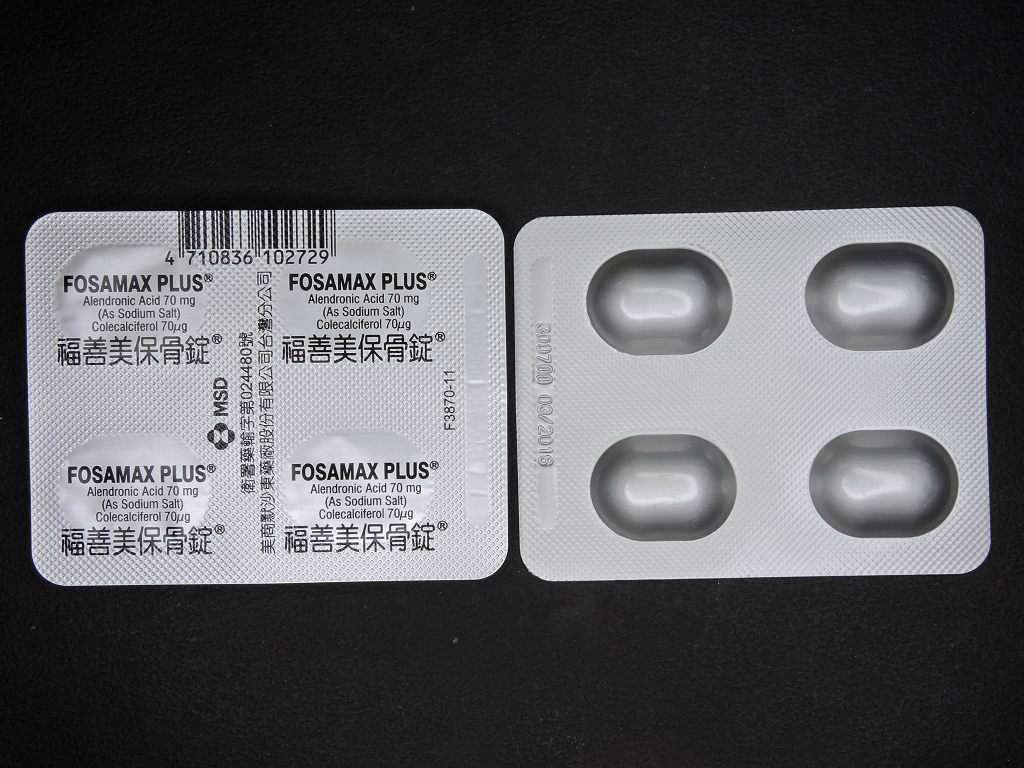 4 710836 102729
FOSAMAX PLUS®
Alendronic Acid 70 mg
(As Sodium Salt)
Colecalciferol 70µg
福善美保骨錠®
FOSAMAX PLUS®
Alendronic Acid 70 mg
(As Sodium Salt)
Colecalciferol 70µg
福善美保骨錠®
MSD
衛署藥輸字第024480號
美商默沙東藥廠股份有限公司台灣分公司
F3870-11
FOSAMAX PLUS®
Alendronic Acid 70 mg
(As Sodium Salt)
Colecalciferol 70µg
福善美保骨錠®
FOSAMAX PLUS®
Alendronic Acid 70 mg
(As Sodium Salt)
Colecalciferol 70µg
福善美保骨錠®
300700 03/2016